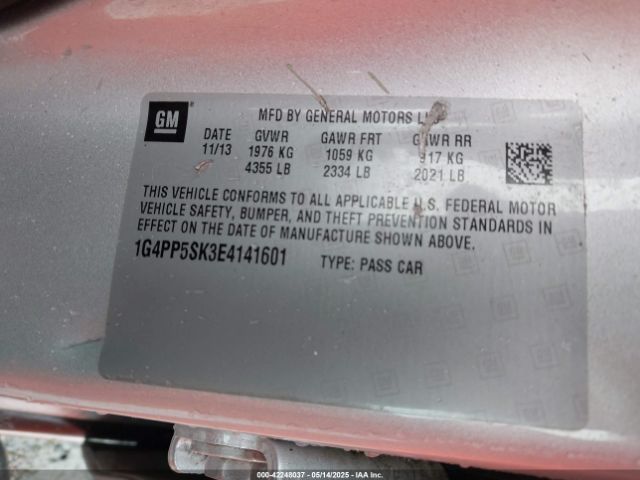 GM ®
MFD BY GENERAL MOTORS LLC
DATE GVWR GAWR FRT GAWR RR
11/13 1976 KG 1059 KG 917 KG
4355 LB 2334 LB 2021 LB
THIS VEHICLE CONFORMS TO ALL APPLICABLE U.S. FEDERAL MOTOR
VEHICLE SAFETY, BUMPER, AND THEFT PREVENTION STANDARDS IN
EFFECT ON THE DATE OF MANUFACTURE SHOWN ABOVE.
1G4PP5SK3E4141601 TYPE: PASS CAR
000-42248037 - 05/14/2025 - IAA, Inc.